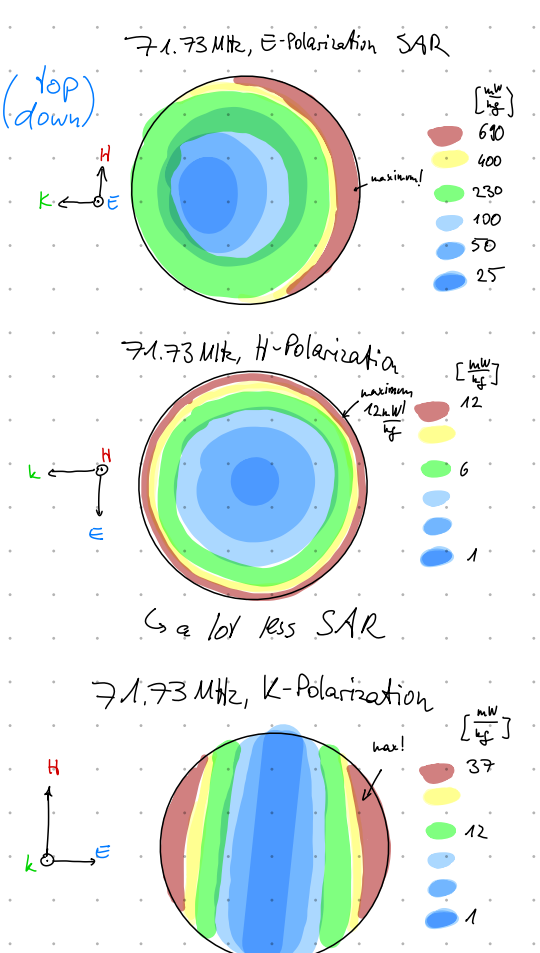 71.73 MHz, E-Polarization SAR
(top
down)
[mW/kg]
610
400
230
100
50
25
H
K
E
maximum!
71.73 MHz, H-Polarization
[mW/kg]
maximum
12mW/kg!
12
6
1
H
k
E
↳ a lot less SAR
71.73 MHz, K-Polarization
[mW/kg]
max!
37
12
1
H
k
E